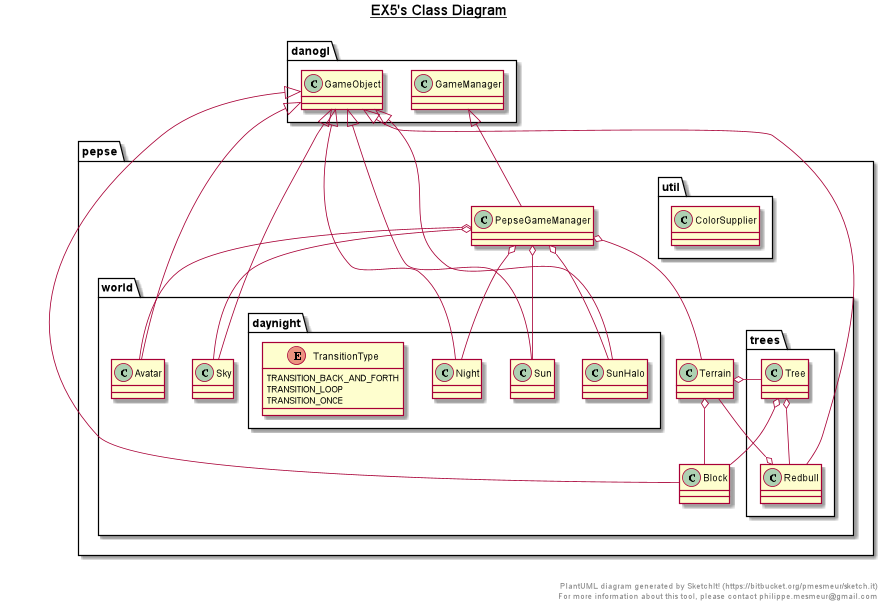 EX5's Class Diagram
danogl
C GameObject
C GameManager
pepse
util
C PepseGameManager
C ColorSupplier
world
daynight
trees
E TransitionType
TRANSITION_BACK_AND_FORTH
TRANSITION_LOOP
TRANSITION_ONCE
C Avatar
C Sky
C Night
C Sun
C SunHalo
C Terrain
C Tree
C Block
C Redbull
PlantUML diagram generated by SketchIt! (https://bitbucket.org/pmesmeur/sketch.it)
For more information about this tool, please contact philippe.mesmeur@gmail.com